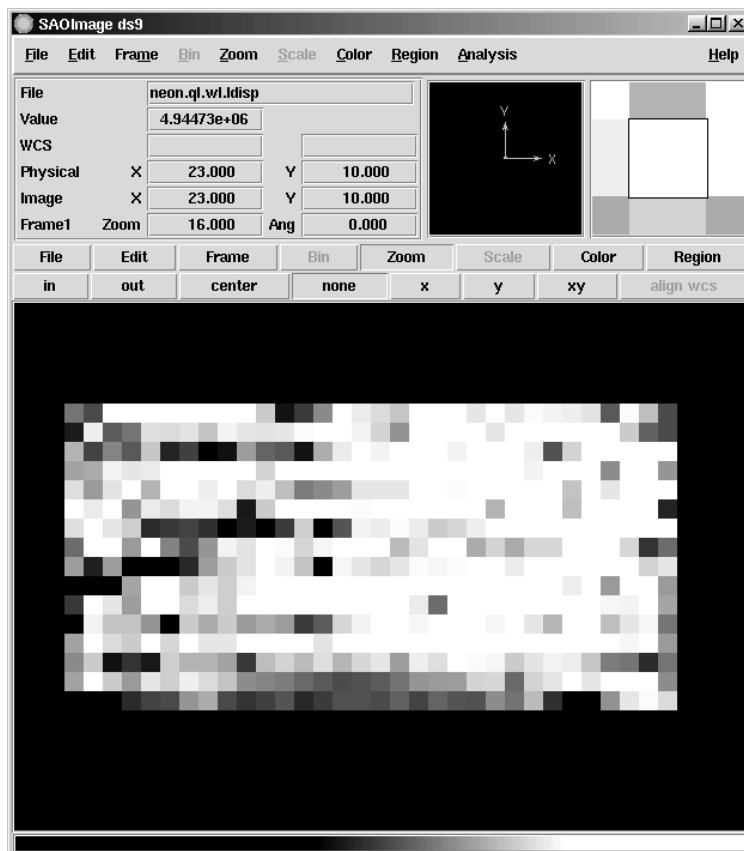 SAOImage ds9
File Edit Frame Bin Zoom Scale Color Region Analysis Help
File neon.ql.wl.ldisp
Value 4.94473e+06
WCS
Physical X 23.000 Y 10.000
Image X 23.000 Y 10.000
Frame1 Zoom 16.000 Ang 0.000
Y
X
File Edit Frame Bin Zoom Scale Color Region
in out center none x y xy align wcs